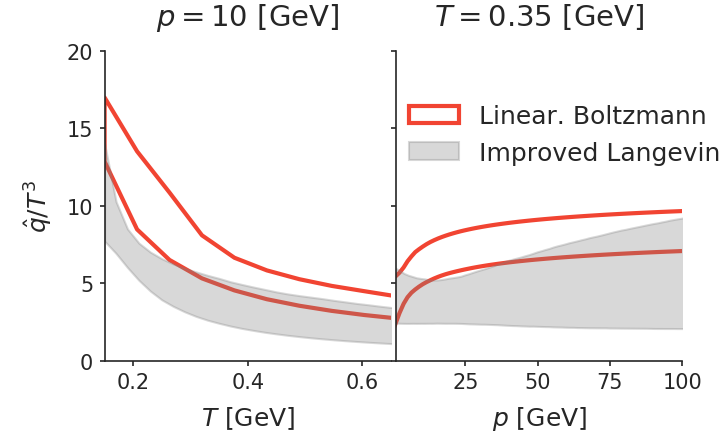 p = 10 [GeV]
T = 0.35 [GeV]
20
15
10
5
0
q̂/T³
Linear. Boltzmann
Improved Langevin
0.2
0.4
0.6
25
50
75
100
T [GeV]
p [GeV]